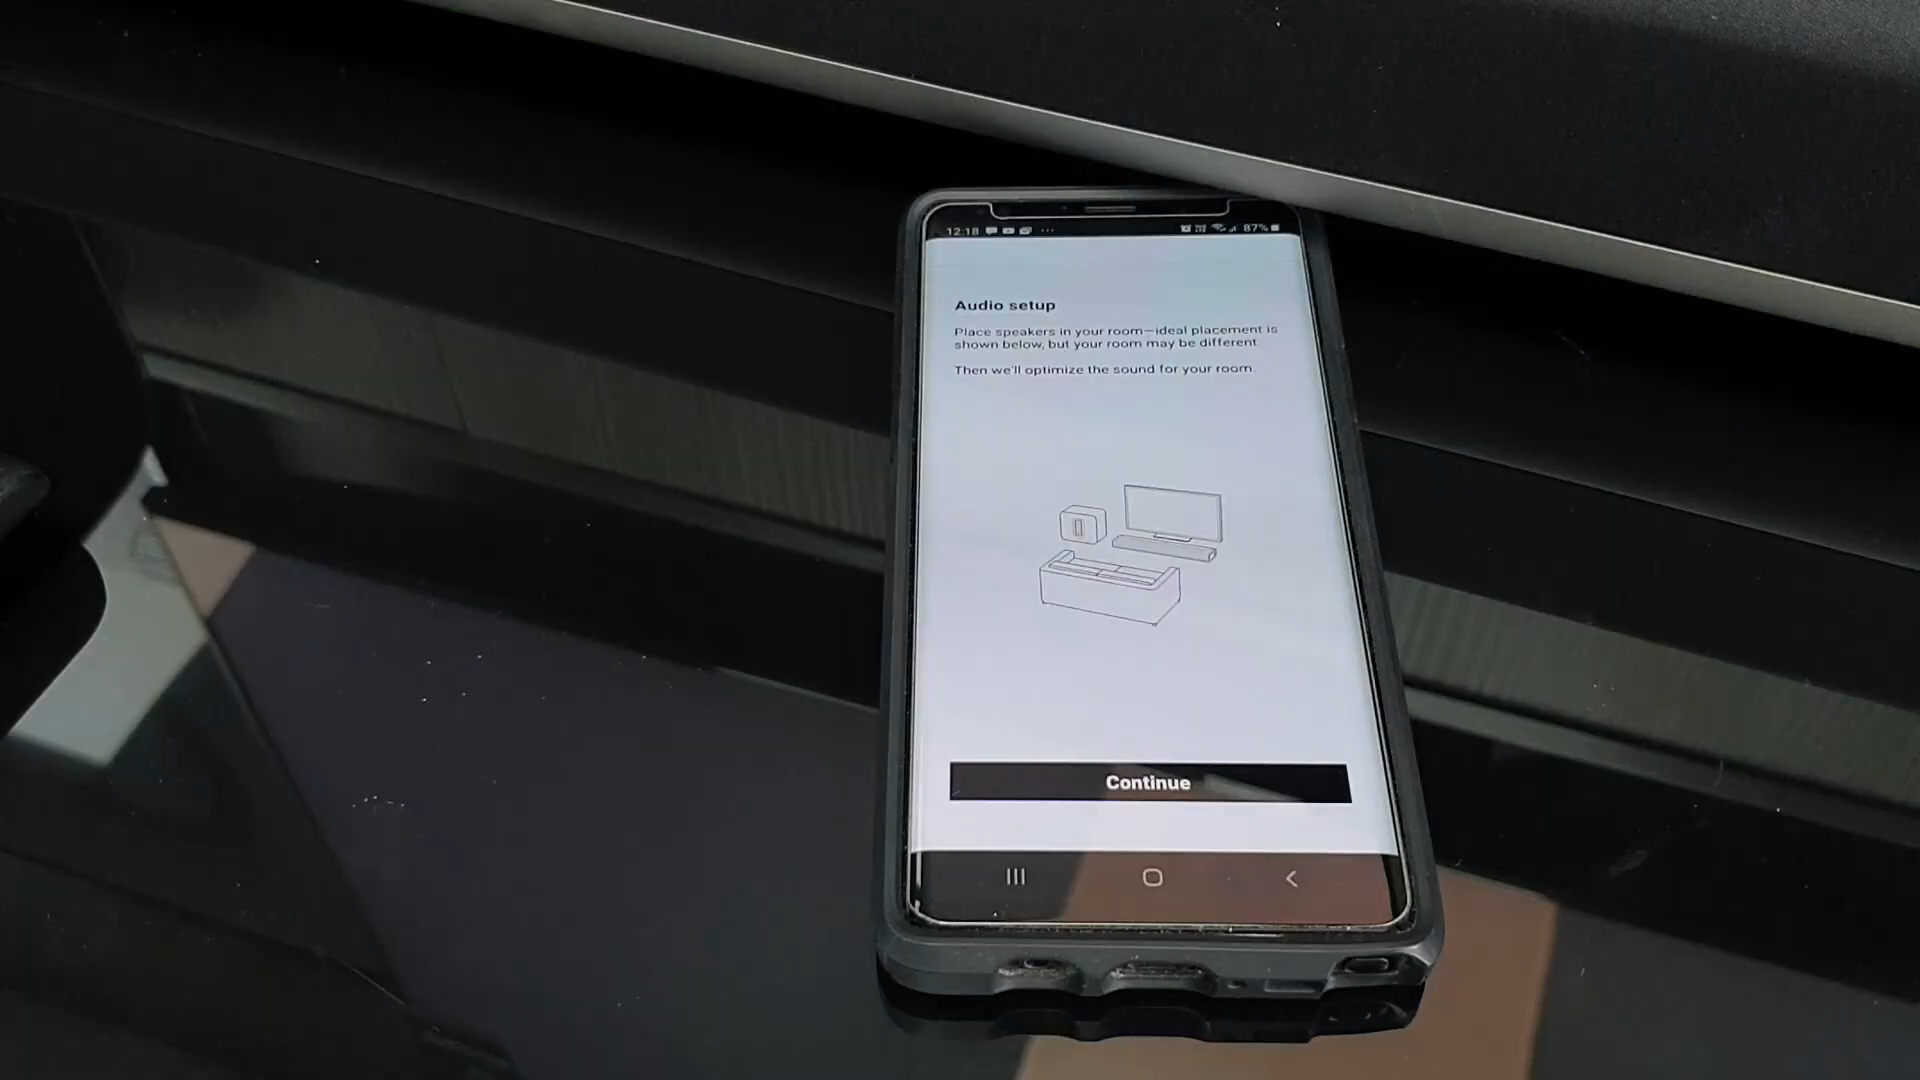 12:18 87%
Audio setup
Place speakers in your room—ideal placement is
shown below, but your room may be different.
Then we'll optimize the sound for your room.
Continue